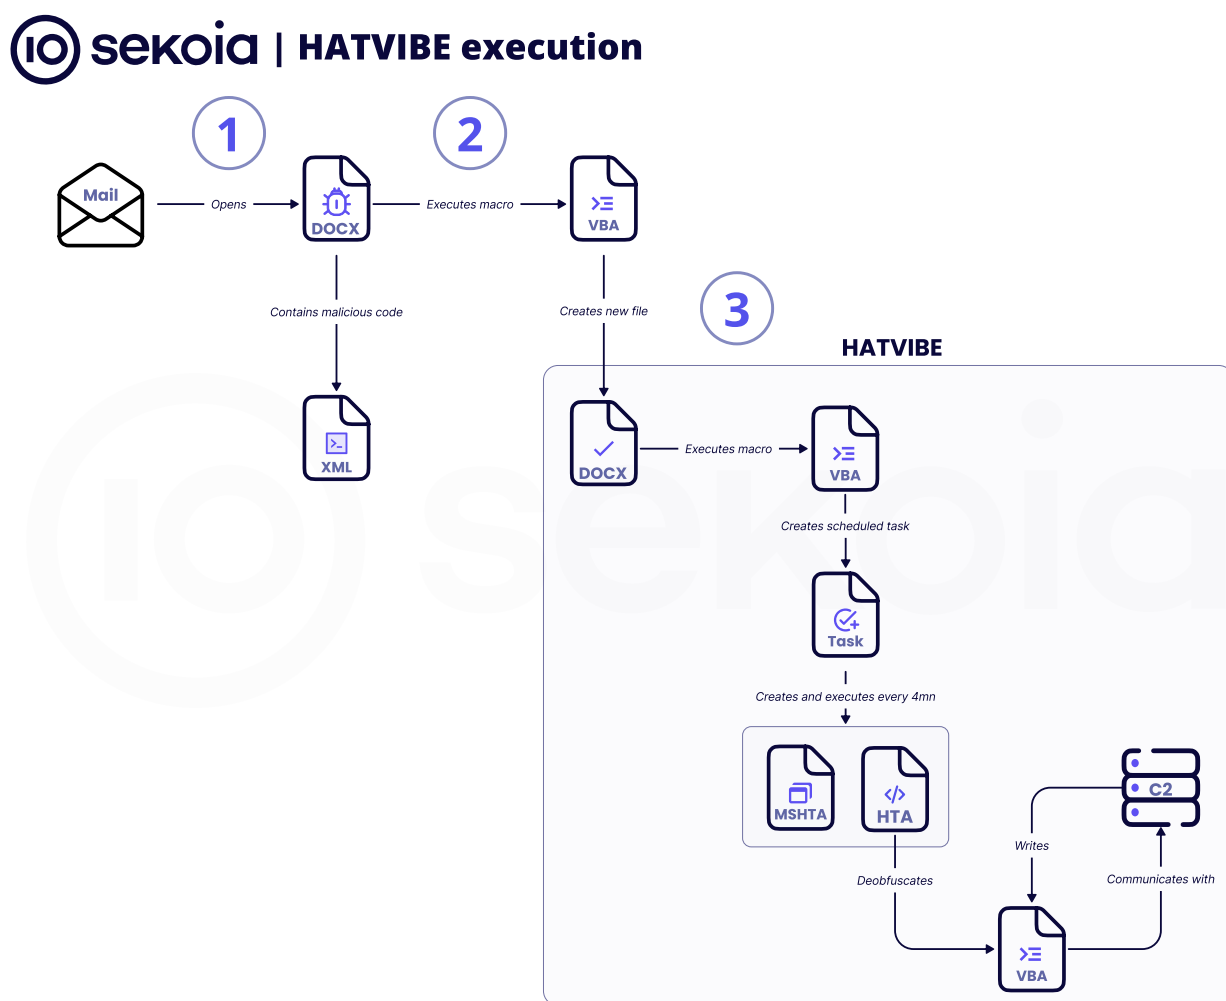 sekoia | HATVIBE execution
1
2
Mail
Opens
DOCX
Executes macro
VBA
Contains malicious code
Creates new file
3
HATVIBE
XML
DOCX
Executes macro
VBA
Creates scheduled task
Task
Creates and executes every 4mn
MSHTA
HTA
C2
Writes
Deobfuscates
Communicates with
VBA
sekoia